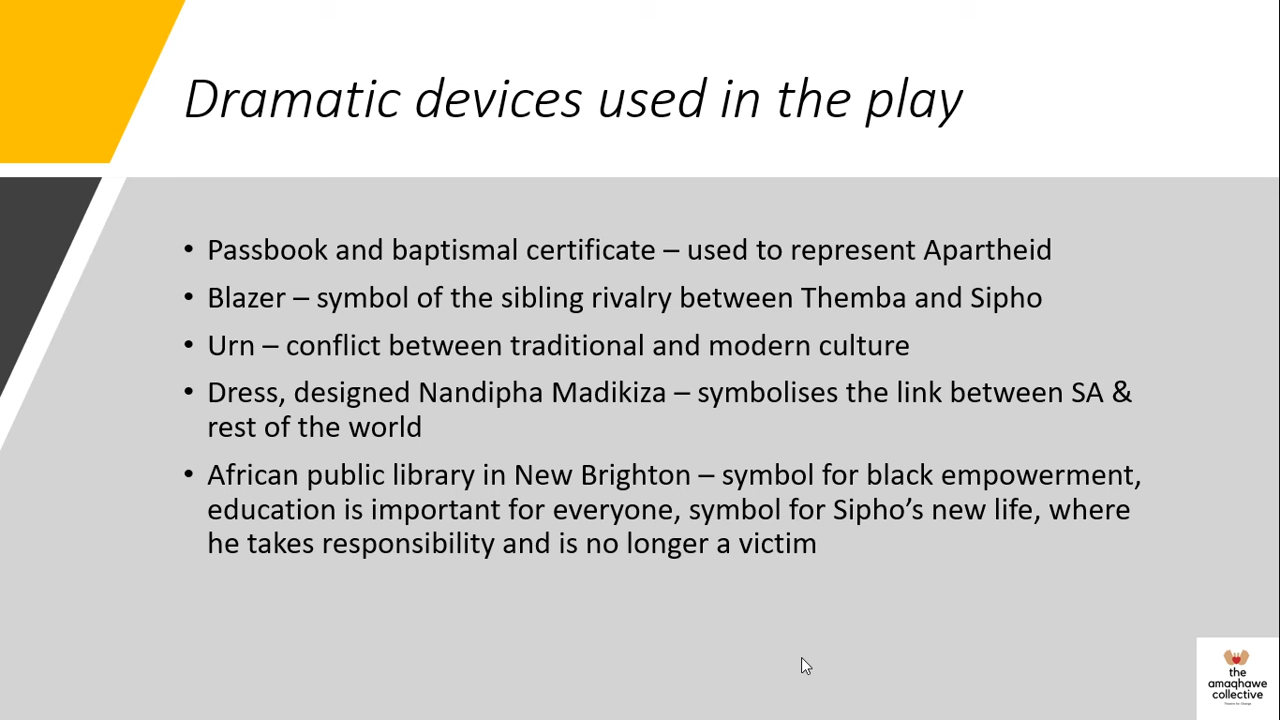 Dramatic devices used in the play
• Passbook and baptismal certificate – used to represent Apartheid
• Blazer – symbol of the sibling rivalry between Themba and Sipho
• Urn – conflict between traditional and modern culture
• Dress, designed Nandipha Madikiza – symbolises the link between SA &
rest of the world
• African public library in New Brighton – symbol for black empowerment,
education is important for everyone, symbol for Sipho’s new life, where
he takes responsibility and is no longer a victim
the
amaqhawe
collective